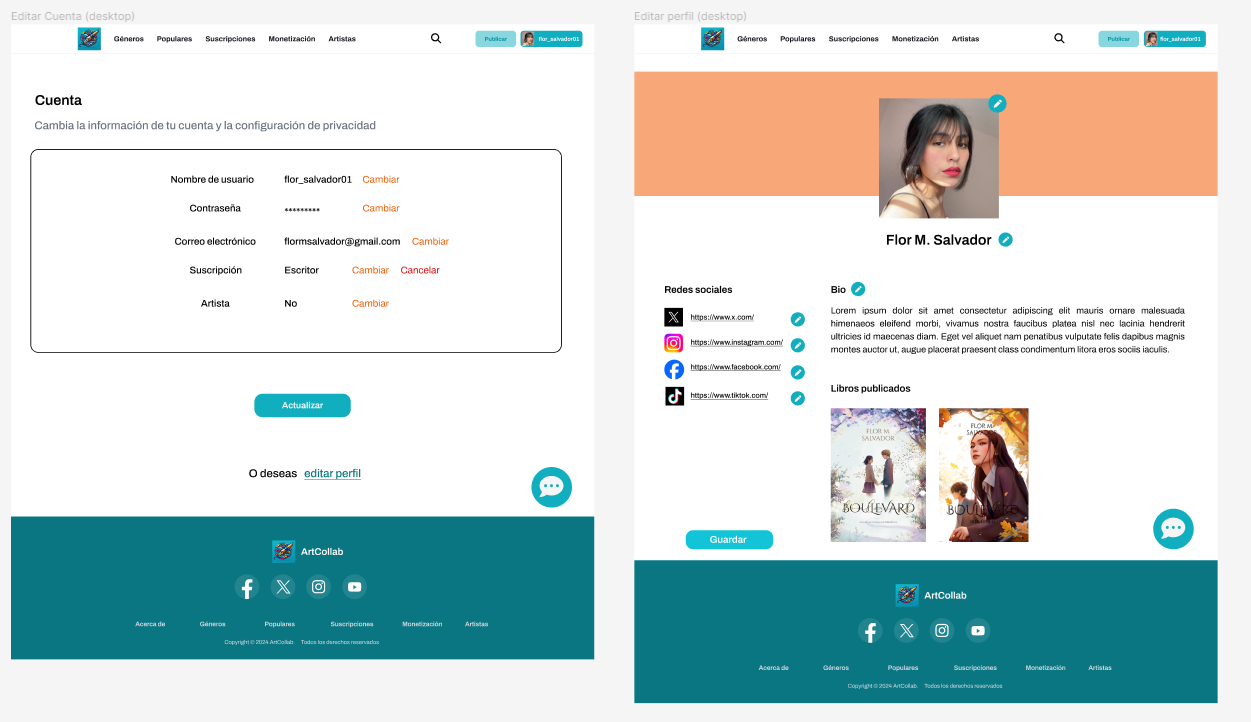 Editar Cuenta (desktop)
Géneros Populares Suscripciones Monetización Artistas
Publicar flor_salvador01
Cuenta
Cambia la información de tu cuenta y la configuración de privacidad
Nombre de usuario flor_salvador01 Cambiar
Contraseña ********* Cambiar
Correo electrónico flormsalvador@gmail.com Cambiar
Suscripción Escritor Cambiar Cancelar
Artista No Cambiar
Actualizar
O deseas editar perfil
ArtCollab
Acerca de Géneros Populares Suscripciones Monetización Artistas
Copyright © 2024 ArtCollab. Todos los derechos reservados
Editar perfil (desktop)
Géneros Populares Suscripciones Monetización Artistas
Publicar flor_salvador01
Flor M. Salvador
Redes sociales
https://www.x.com/
https://www.instagram.com/
https://www.facebook.com/
https://www.tiktok.com/
Bio
Lorem ipsum dolor sit amet consectetur adipiscing elit mauris ornare malesuada
himenaeos eleifend morbi, vivamus nostra faucibus platea nisl nec lacinia hendrerit
ultricies id maecenas diam. Eget vel aliquet nam penatibus vulputate felis dapibus magnis
montes auctor ut, augue placerat praesent class condimentum litora eros sociis iaculis.
Libros publicados
FLOR M.
SALVADOR
BOULEVARD
FLOR M.
SALVADOR
BOULEVARD
Guardar
ArtCollab
Acerca de Géneros Populares Suscripciones Monetización Artistas
Copyright © 2024 ArtCollab. Todos los derechos reservados